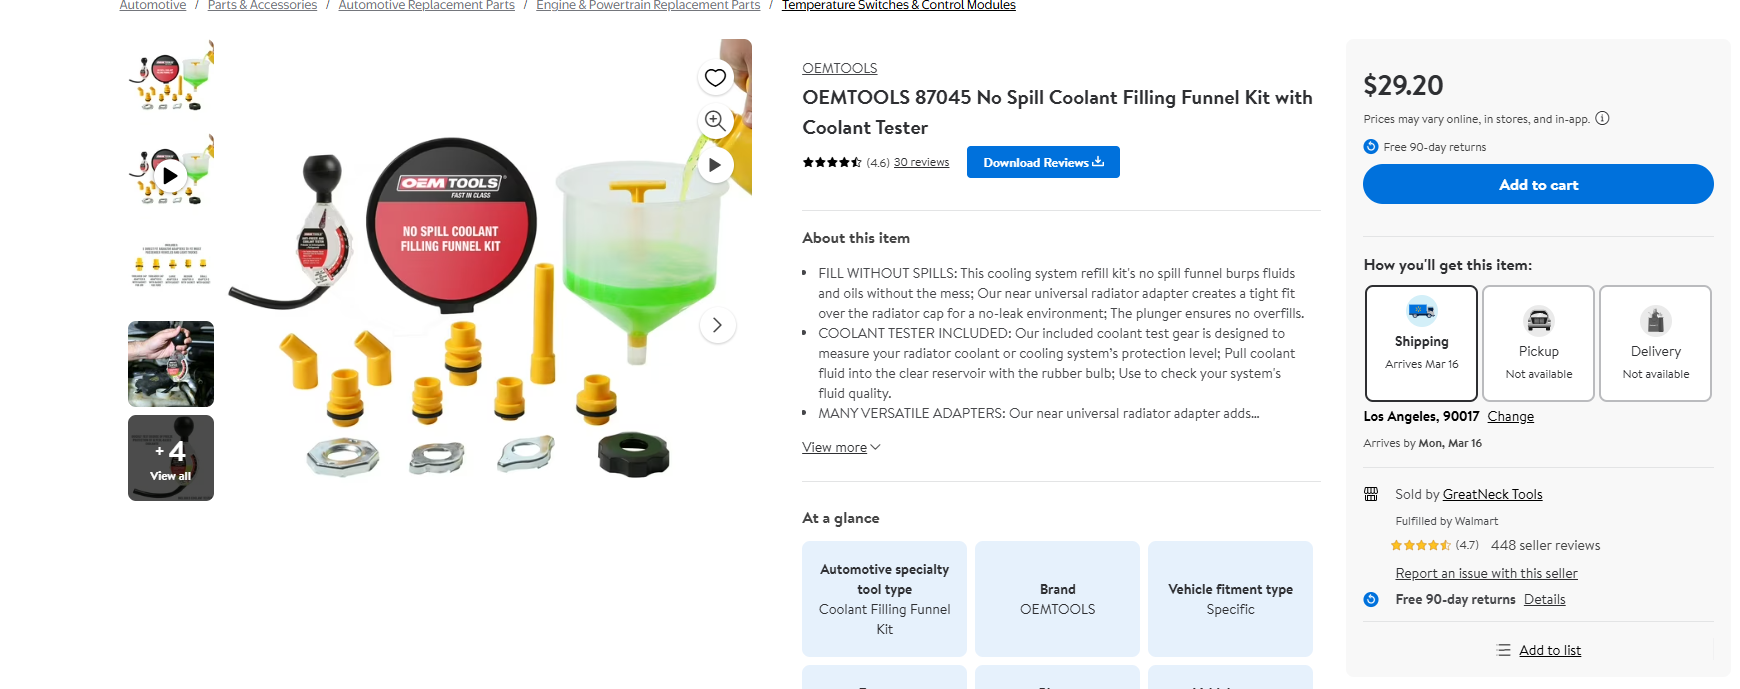 Automotive / Parts & Accessories / Automotive Replacement Parts / Engine & Powertrain Replacement Parts / Temperature Switches & Control Modules
+4
View all
OEMTOOLS
FAST IN CLASS
NO SPILL COOLANT
FILLING FUNNEL KIT
OEMTOOLS
OEMTOOLS 87045 No Spill Coolant Filling Funnel Kit with
Coolant Tester
(4.6) 30 reviews
Download Reviews
About this item
• FILL WITHOUT SPILLS: This cooling system refill kit's no spill funnel burps fluids
and oils without the mess; Our near universal radiator adapter creates a tight fit
over the radiator cap for a no-leak environment; The plunger ensures no overfills.
• COOLANT TESTER INCLUDED: Our included coolant test gear is designed to
measure your radiator coolant or cooling system's protection level; Pull coolant
fluid into the clear reservoir with the rubber bulb; Use to check your system's
fluid quality.
• MANY VERSATILE ADAPTERS: Our near universal radiator adapter adds...
View more
At a glance
Automotive specialty
tool type
Coolant Filling Funnel
Kit
Brand
OEMTOOLS
Vehicle fitment type
Specific
$29.20
Prices may vary online, in stores, and in-app.
Free 90-day returns
Add to cart
How you'll get this item:
Shipping
Arrives Mar 16
Pickup
Not available
Delivery
Not available
Los Angeles, 90017 Change
Arrives by Mon, Mar 16
Sold by GreatNeck Tools
Fulfilled by Walmart
(4.7) 448 seller reviews
Report an issue with this seller
Free 90-day returns Details
Add to list